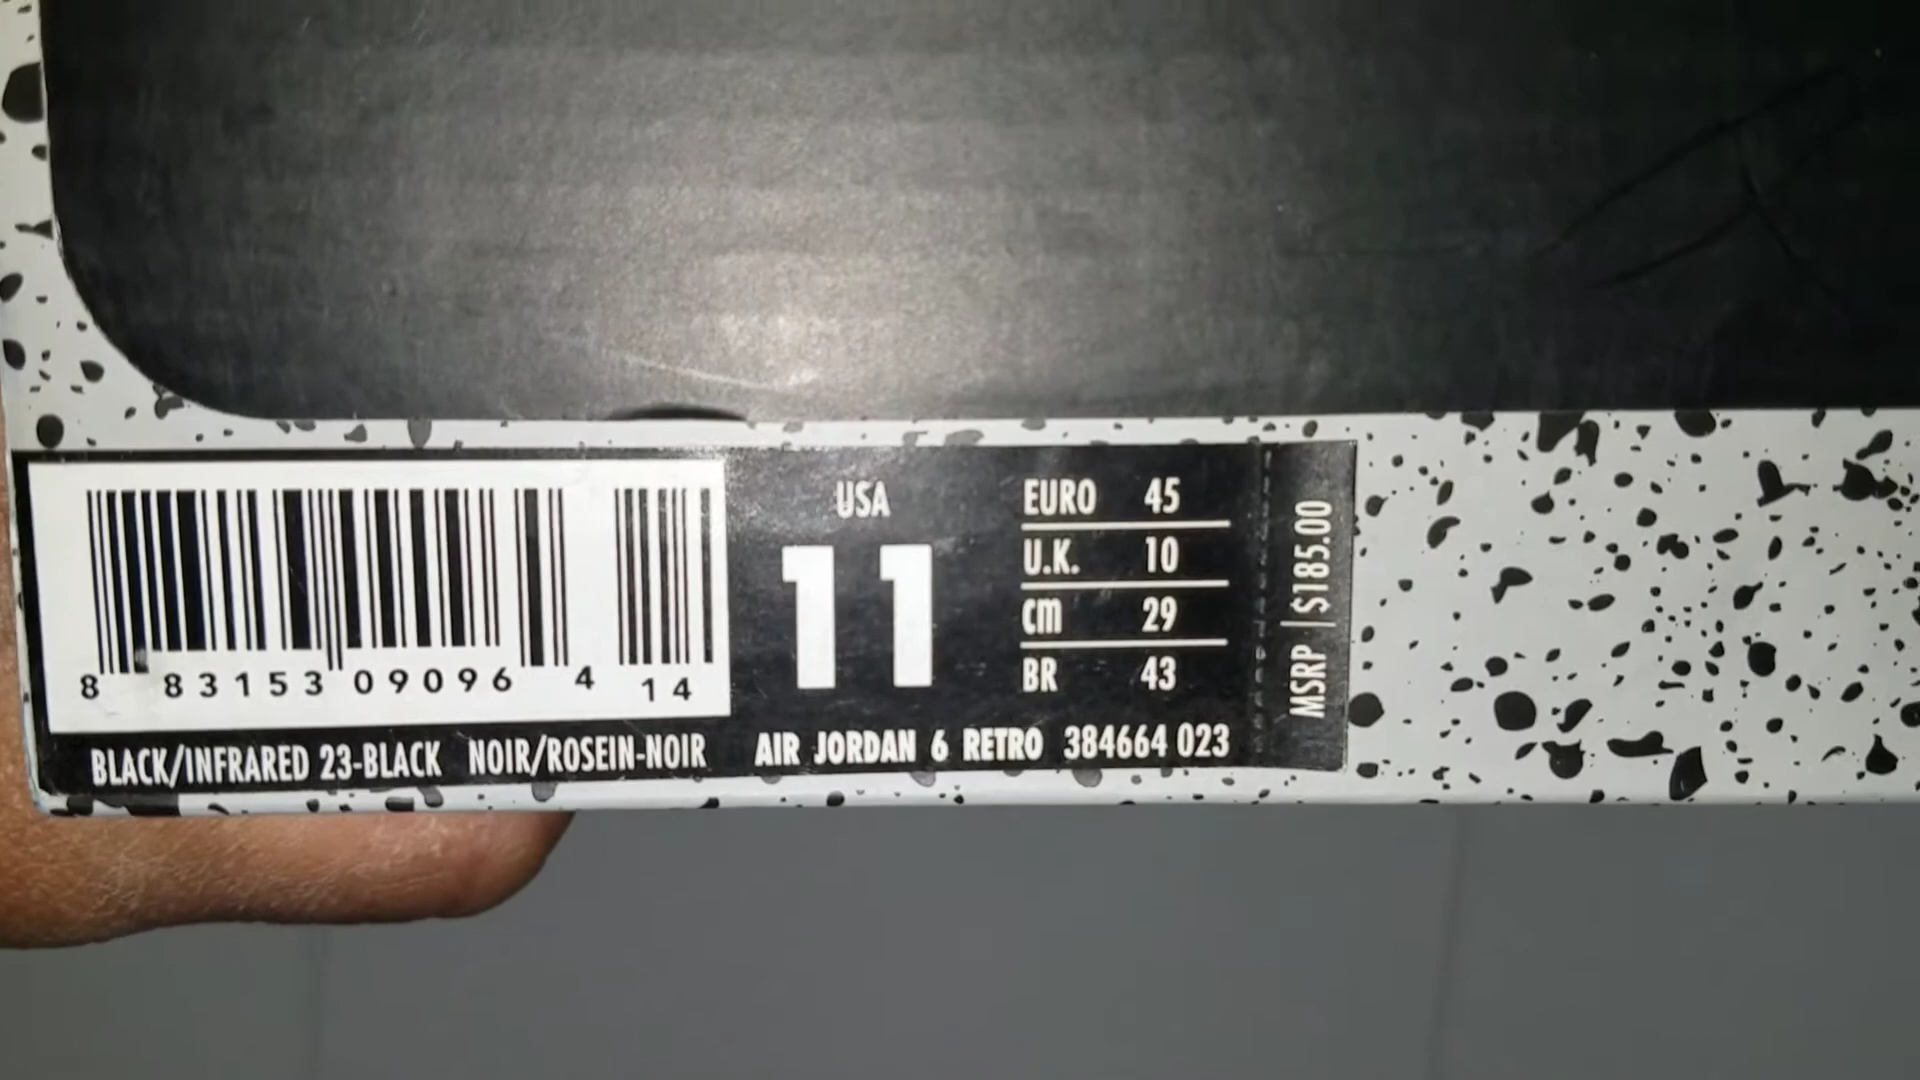 USA
11
EURO 45
U.K. 10
cm 29
BR 43
MSRP | $185.00
8 83153 09096 4 14
BLACK/INFRARED 23-BLACK NOIR/ROSEIN-NOIR AIR JORDAN 6 RETRO 384664 023